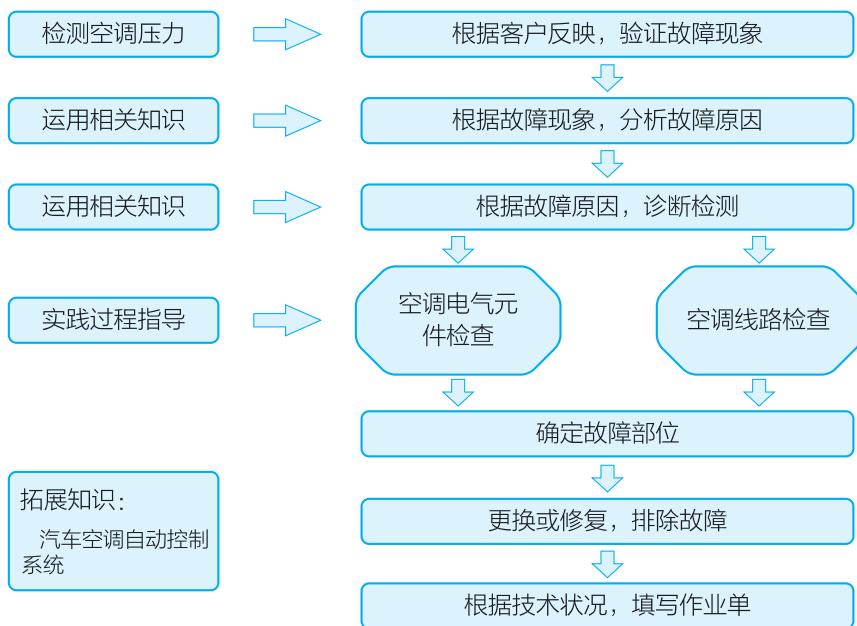 检测空调压力
根据客户反映，验证故障现象
运用相关知识
根据故障现象，分析故障原因
运用相关知识
根据故障原因，诊断检测
实践过程指导
空调电气元
件检查
空调线路检查
确定故障部位
拓展知识：
汽车空调自动控制
系统
更换或修复，排除故障
根据技术状况，填写作业单